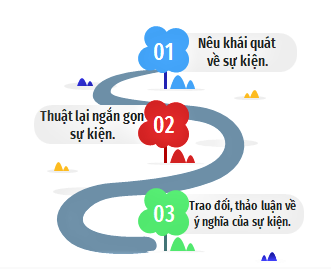 01
Nêu khái quát
về sự kiện.
02
Thuật lại ngắn gọn
sự kiện.
03
Trao đổi, thảo luận về
ý nghĩa của sự kiện.